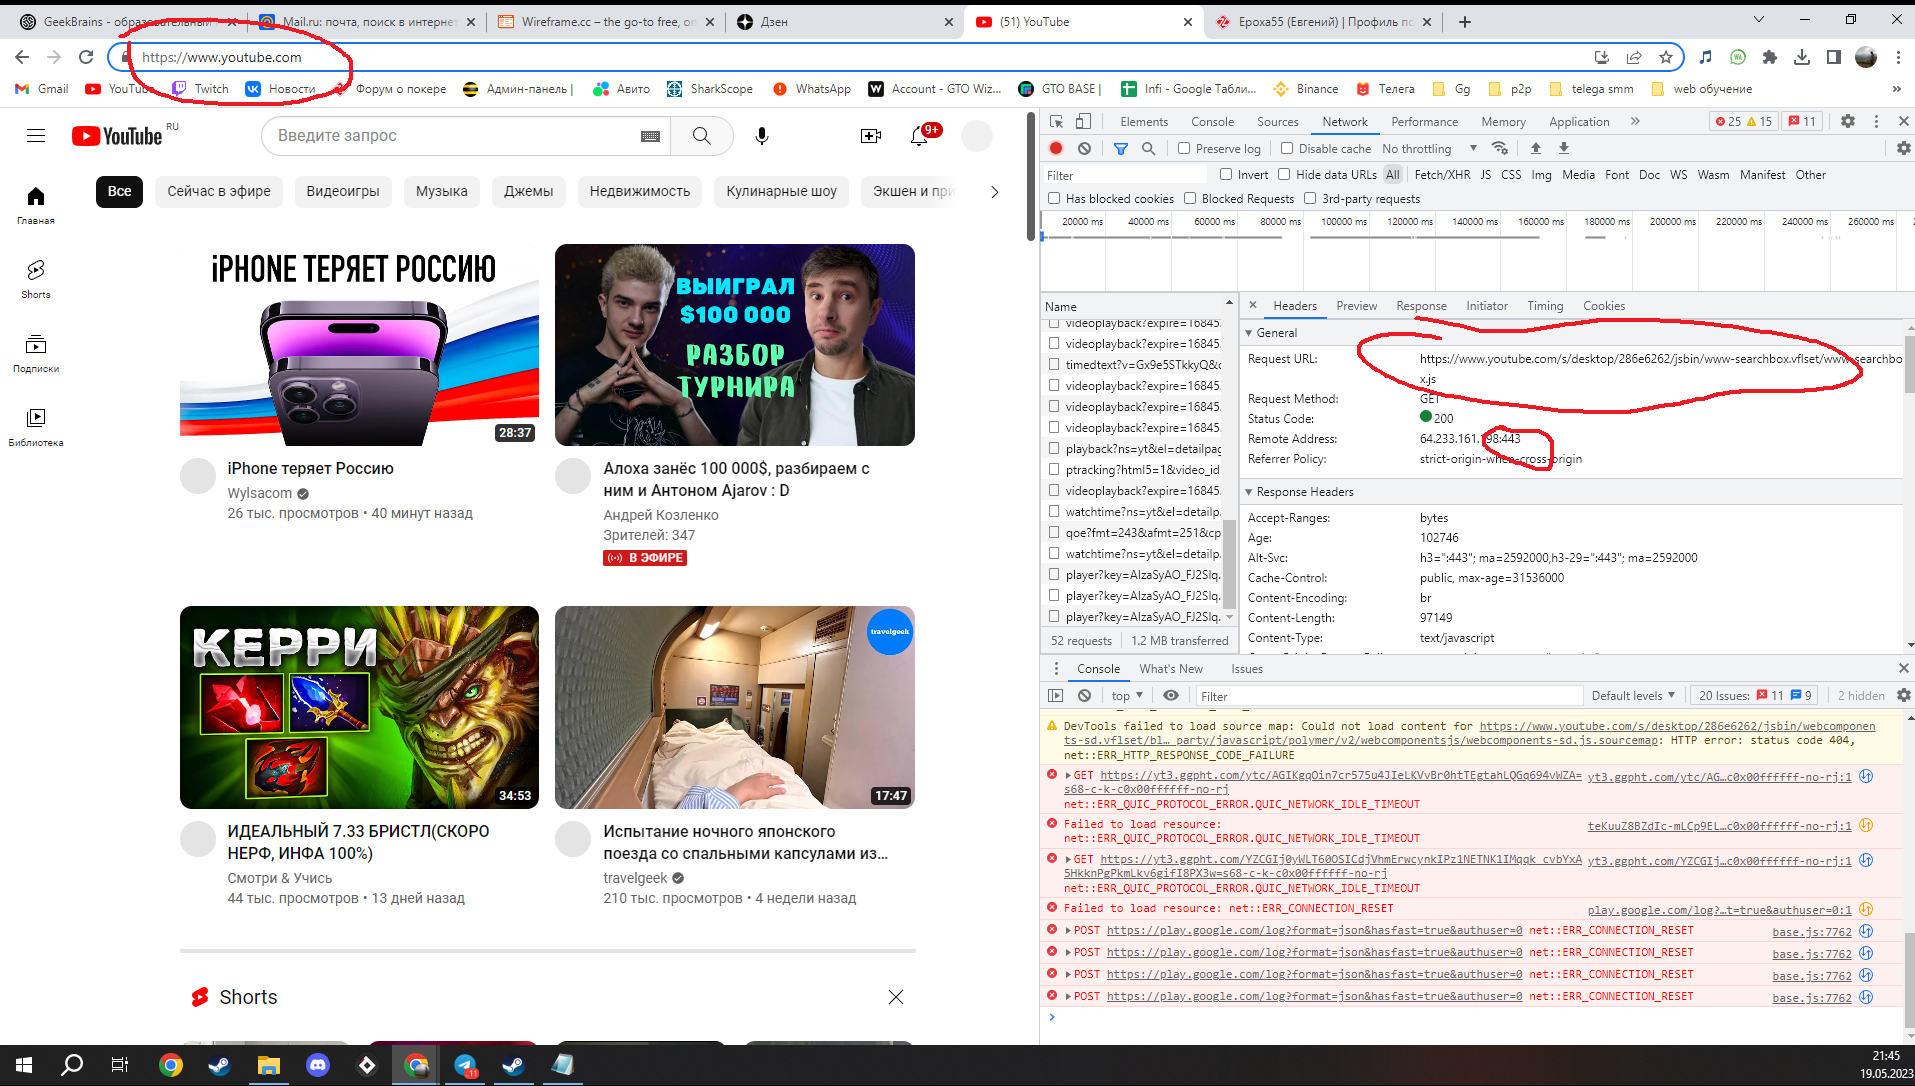 GeekBrains - образовательный
Mail.ru: почта, поиск в интернет
Wireframe.cc – the go-to free, on
Дзен
(51) YouTube
Epoxa55 (Евгений) | Профиль по
https://www.youtube.com
Gmail
YouTube
Twitch
Новости
Форум о покере
Админ-панель |
Авито
SharkScope
WhatsApp
Account - GTO Wiz...
GTO BASE |
Infi - Google Табли...
Binance
Телега
Gg
p2p
telega smm
web обучение
»
YouTube RU
Введите запрос
9+
Все
Сейчас в эфире
Видеоигры
Музыка
Джемы
Недвижимость
Кулинарные шоу
Экшен и при
Главная
Shorts
Подписки
Библиотека
iPHONE ТЕРЯЕТ РОССИЮ
28:37
iPhone теряет Россию
Wylsacom
26 тыс. просмотров • 40 минут назад
ВЫИГРАЛ
$100 000
РАЗБОР
ТУРНИРА
Алоха занёс 100 000$, разбираем с
ним и Антоном Ajarov : D
Андрей Козленко
Зрителей: 347
В ЭФИРЕ
КЕРРИ
34:53
ИДЕАЛЬНЫЙ 7.33 БРИСТЛ(СКОРО
НЕРФ, ИНФА 100%)
Смотри & Учись
44 тыс. просмотров • 13 дней назад
travelgeek
17:47
Испытание ночного японского
поезда со спальными капсулами из...
travelgeek
210 тыс. просмотров • 4 недели назад
Shorts
Elements Console Sources Network Performance Memory Application » 25 15 11
Preserve log Disable cache No throttling
Filter Invert Hide data URLs All Fetch/XHR JS CSS Img Media Font Doc WS Wasm Manifest Other
Has blocked cookies Blocked Requests 3rd-party requests
20000 ms 40000 ms 60000 ms 80000 ms 100000 ms 120000 ms 140000 ms 160000 ms 180000 ms 200000 ms 220000 ms 240000 ms 260000 ms
Name
videoplayback?expire=16845.
videoplayback?expire=16845.
timedtext?v=Gx9e5STkkyQ&c
videoplayback?expire=16845.
videoplayback?expire=16845.
videoplayback?expire=16845.
playback?ns=yt&el=detailpag
ptracking?html5=1&video_id
videoplayback?expire=16845.
watchtime?ns=yt&el=detailp.
qoe?fmt=243&afmt=251&cp
watchtime?ns=yt&el=detailp.
player?key=AIzaSyAO_FJ2Slq.
player?key=AIzaSyAO_FJ2Slq.
player?key=AIzaSyAO_FJ2Slq.
52 requests 1.2 MB transferred
Headers Preview Response Initiator Timing Cookies
General
Request URL: https://www.youtube.com/s/desktop/286e6262/jsbin/www-searchbox.vflset/www-searchbo
x.js
Request Method: GET
Status Code: 200
Remote Address: 64.233.161.198:443
Referrer Policy: strict-origin-when-cross-origin
Response Headers
Accept-Ranges: bytes
Age: 102746
Alt-Svc: h3=":443"; ma=2592000,h3-29=":443"; ma=2592000
Cache-Control: public, max-age=31536000
Content-Encoding: br
Content-Length: 97149
Content-Type: text/javascript
Console What's New Issues
top Filter Default levels 20 Issues: 11 9 2 hidden
DevTools failed to load source map: Could not load content for https://www.youtube.com/s/desktop/286e6262/jsbin/webcomponen
ts-sd.vflset/bl… party/javascript/polymer/v2/webcomponentsjs/webcomponents-sd.js.sourcemap: HTTP error: status code 404,
net::ERR_HTTP_RESPONSE_CODE_FAILURE
GET https://yt3.ggpht.com/ytc/AGIKgqOin7cr575u4JIeLKVvBr0htTEgtahLQGq694vWZA= yt3.ggpht.com/ytc/AG…c0x00ffffff-no-rj:1
s68-c-k-c0x00ffffff-no-rj
net::ERR_QUIC_PROTOCOL_ERROR.QUIC_NETWORK_IDLE_TIMEOUT
Failed to load resource: teKuuZ8BZdIc-mLCp9EL…c0x00ffffff-no-rj:1
net::ERR_QUIC_PROTOCOL_ERROR.QUIC_NETWORK_IDLE_TIMEOUT
GET https://yt3.ggpht.com/YZCGIj0yWLT60OSICdjVhmErwcynkIPz1NETNK1IMqqk_cvbYxA yt3.ggpht.com/YZCGIj…c0x00ffffff-no-rj:1
5HkknPgPkmLkv6gifI8PX3w=s68-c-k-c0x00ffffff-no-rj
net::ERR_QUIC_PROTOCOL_ERROR.QUIC_NETWORK_IDLE_TIMEOUT
Failed to load resource: net::ERR_CONNECTION_RESET play.google.com/log?…t=true&authuser=0:1
POST https://play.google.com/log?format=json&hasfast=true&authuser=0 net::ERR_CONNECTION_RESET base.js:7762
POST https://play.google.com/log?format=json&hasfast=true&authuser=0 net::ERR_CONNECTION_RESET base.js:7762
POST https://play.google.com/log?format=json&hasfast=true&authuser=0 net::ERR_CONNECTION_RESET base.js:7762
POST https://play.google.com/log?format=json&hasfast=true&authuser=0 net::ERR_CONNECTION_RESET base.js:7762
21:45
19.05.2023